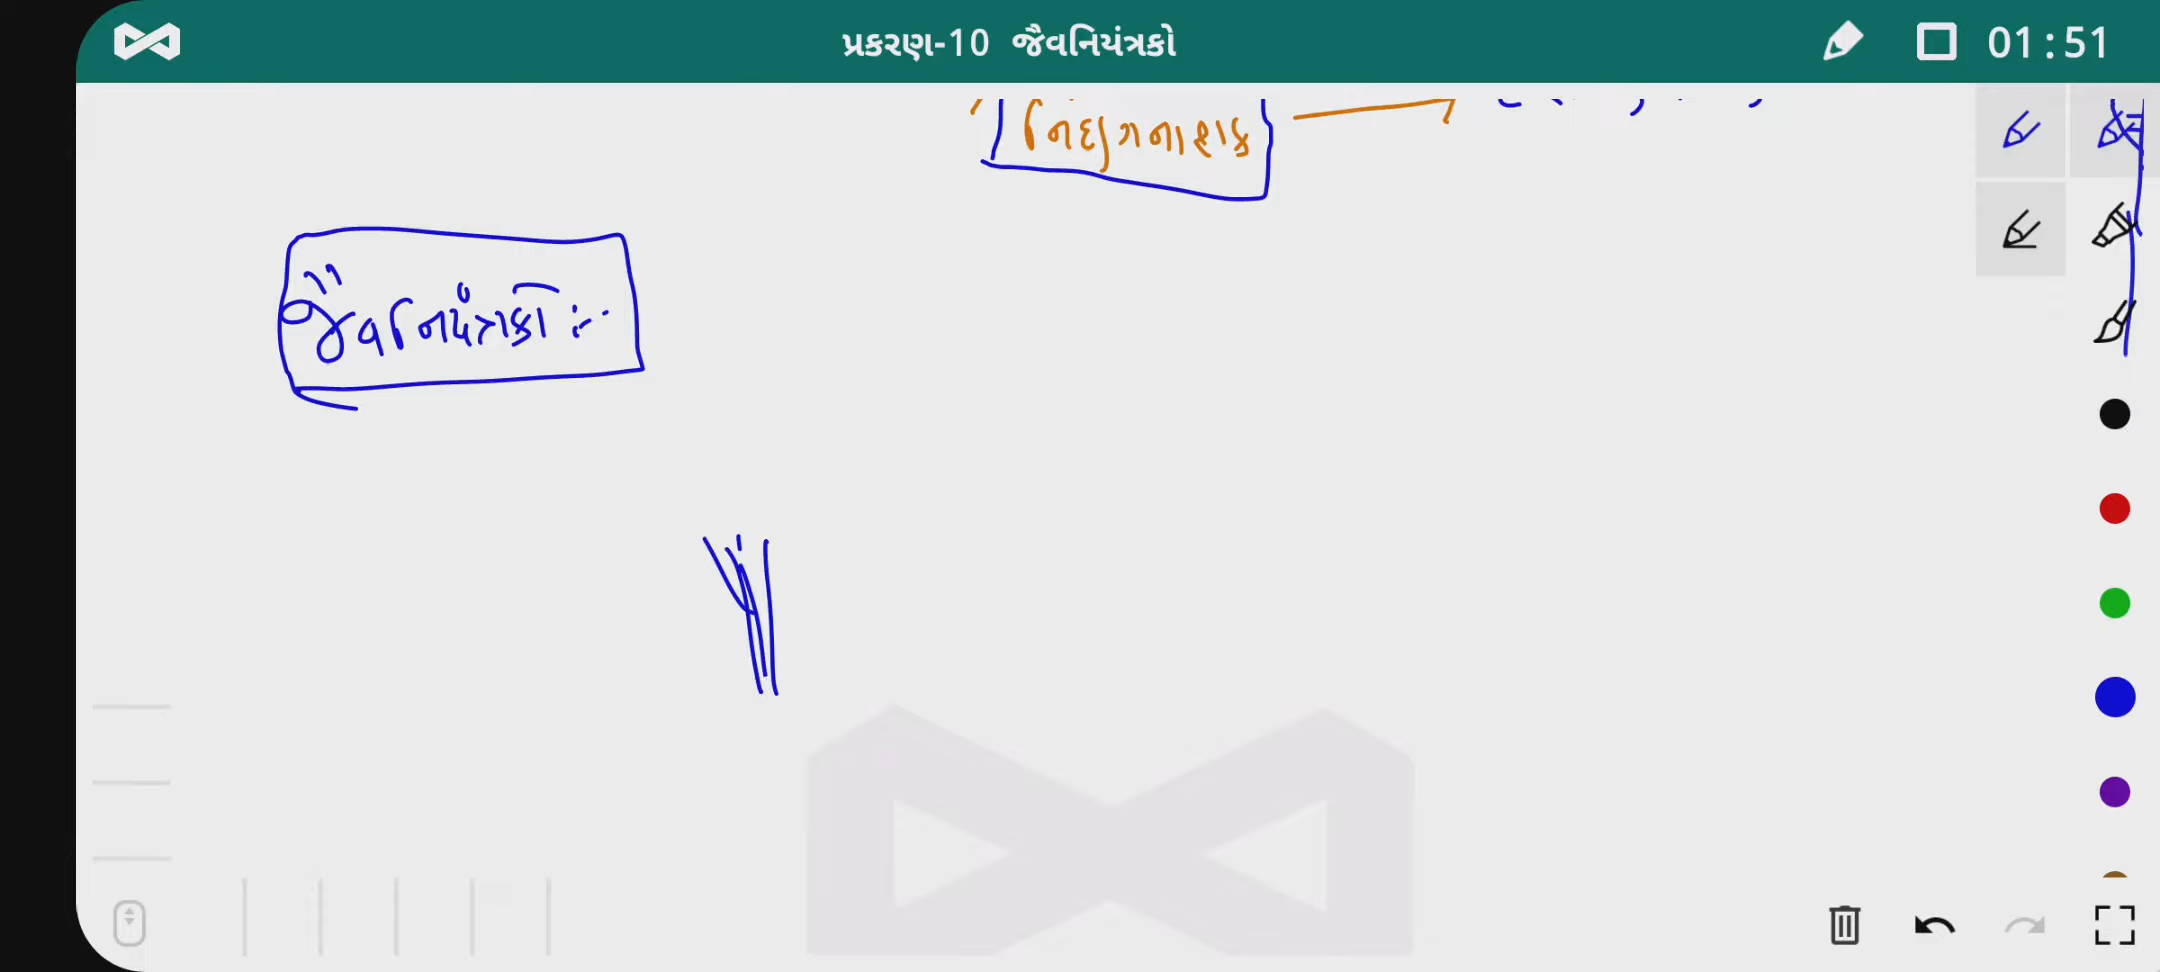 પ્રકરણ-10 જૈવનિયંત્રકો
01:51
નિંદામણનાશક
જૈવનિયંત્રકો :-